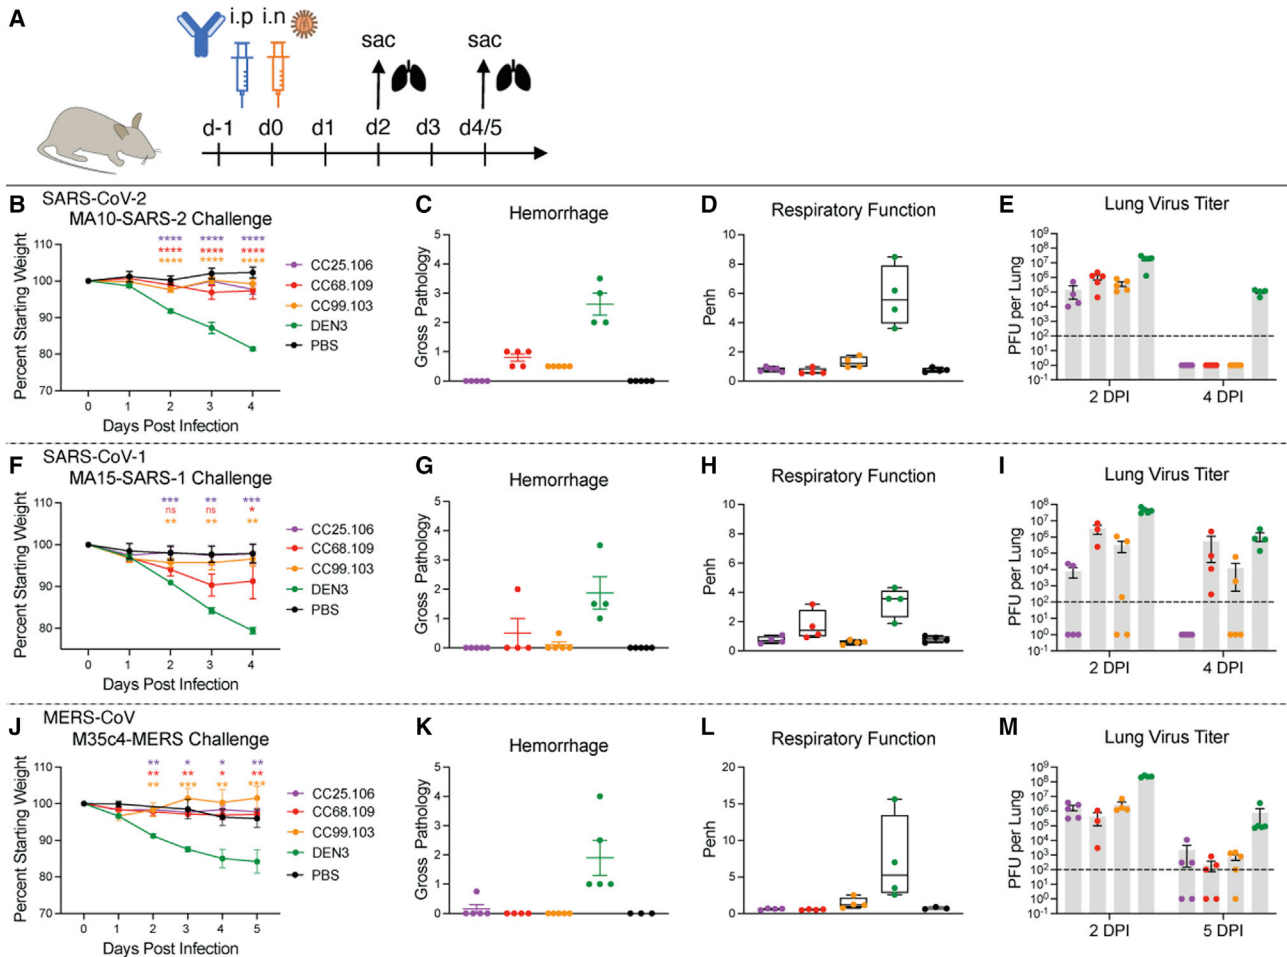 A
i.p i.n
sac sac
d-1 d0 d1 d2 d3 d4/5
SARS-CoV-2
B MA10-SARS-2 Challenge
Percent Starting Weight
110
100
90
80
70
**** **** ****
**** **** ****
**** **** ****
0 1 2 3 4
Days Post Infection
CC25.106
CC68.109
CC99.103
DEN3
PBS
C Hemorrhage
Gross Pathology
5
4
3
2
1
0
D Respiratory Function
Penh
10
8
6
4
2
0
E Lung Virus Titer
PFU per Lung
10⁹
10⁸
10⁷
10⁶
10⁵
10⁴
10³
10²
10¹
10⁰
10⁻¹
2 DPI 4 DPI
SARS-CoV-1
F MA15-SARS-1 Challenge
Percent Starting Weight
110
100
90
80
*** ** ***
ns ns *
** ** **
0 1 2 3 4
Days Post Infection
CC25.106
CC68.109
CC99.103
DEN3
PBS
G Hemorrhage
Gross Pathology
5
4
3
2
1
0
H Respiratory Function
Penh
10
8
6
4
2
0
I Lung Virus Titer
PFU per Lung
10⁸
10⁷
10⁶
10⁵
10⁴
10³
10²
10¹
10⁰
10⁻¹
2 DPI 4 DPI
MERS-CoV
J M35c4-MERS Challenge
Percent Starting Weight
110
100
90
80
70
** * * **
** ** * **
** *** ** ***
0 1 2 3 4 5
Days Post Infection
CC25.106
CC68.109
CC99.103
DEN3
PBS
K Hemorrhage
Gross Pathology
5
4
3
2
1
0
L Respiratory Function
Penh
20
15
10
5
0
M Lung Virus Titer
PFU per Lung
10⁹
10⁸
10⁷
10⁶
10⁵
10⁴
10³
10²
10¹
10⁰
10⁻¹
2 DPI 5 DPI